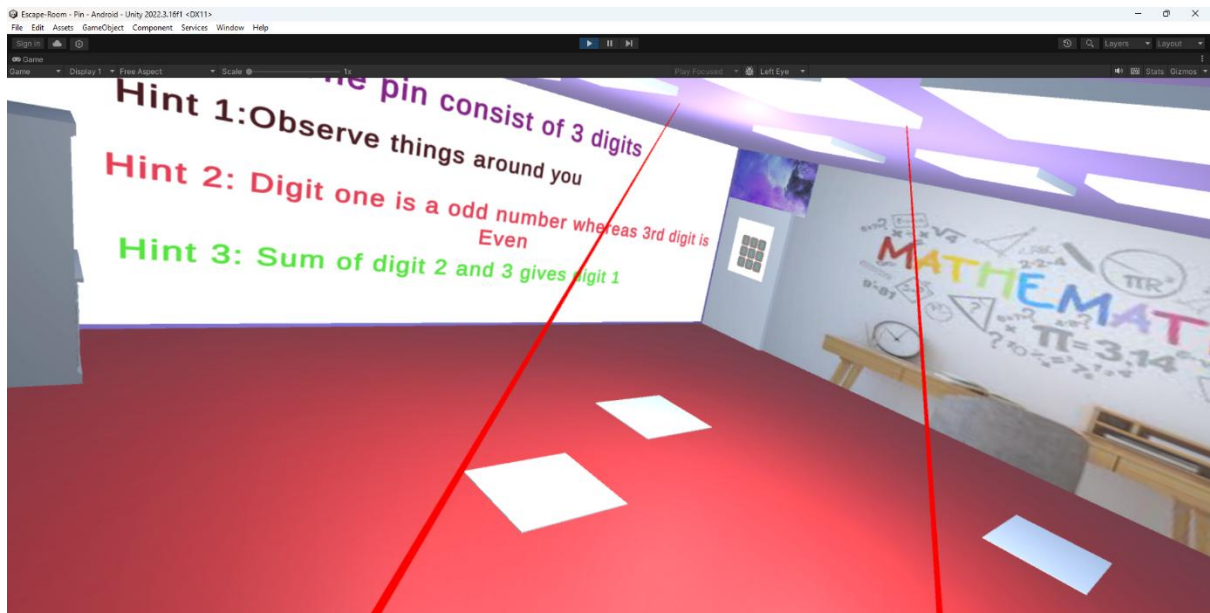 Escape-Room - Pin - Android - Unity 2022.3.16f1 <DX11>
File Edit Assets GameObject Component Services Window Help
Sign in
Layers Layout
Game
Game Display 1 Free Aspect Scale 1x Play Focused Left Eye Stats Gizmos
pin consist of 3 digits
Hint 1:Observe things around you
Hint 2: Digit one is a odd number whereas 3rd digit is
Even
Hint 3: Sum of digit 2 and 3 gives digit 1
MATHEMAT
πR²
π=3.14